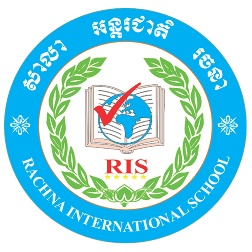 សាលា អន្តរជាតិ រចនា
RIS
RACHNA INTERNATIONAL SCHOOL